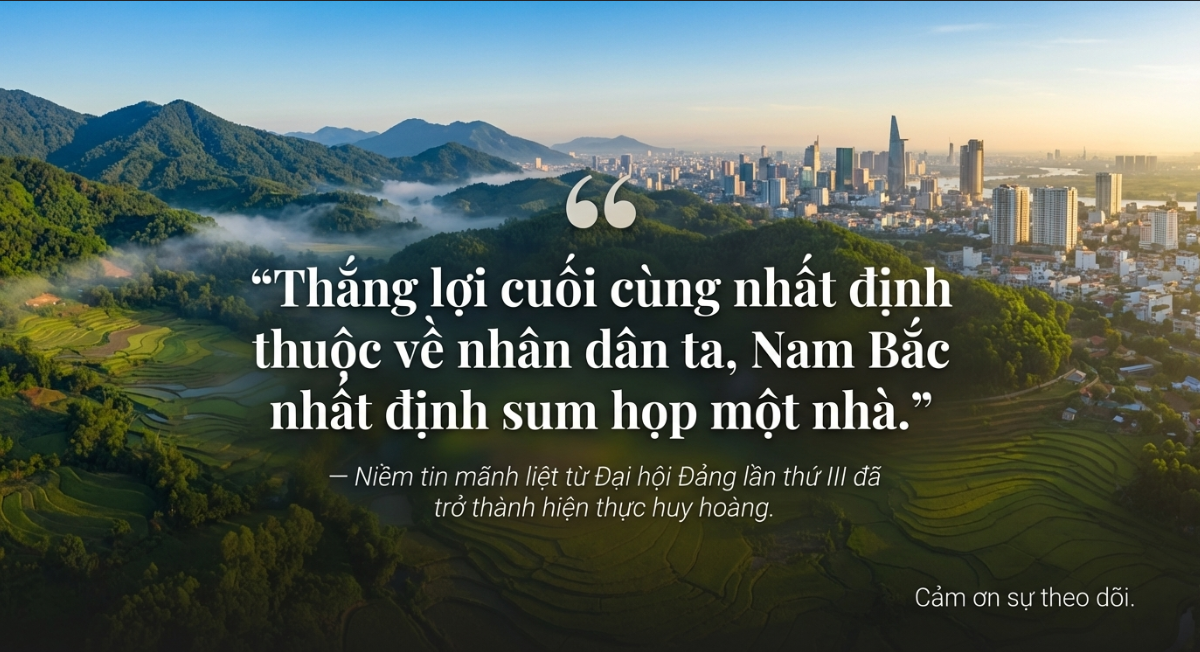 “
“Thắng lợi cuối cùng nhất định
thuộc về nhân dân ta, Nam Bắc
nhất định sum họp một nhà.”
— Niềm tin mãnh liệt từ Đại hội Đảng lần thứ III đã
trở thành hiện thực huy hoàng.
Cảm ơn sự theo dõi.